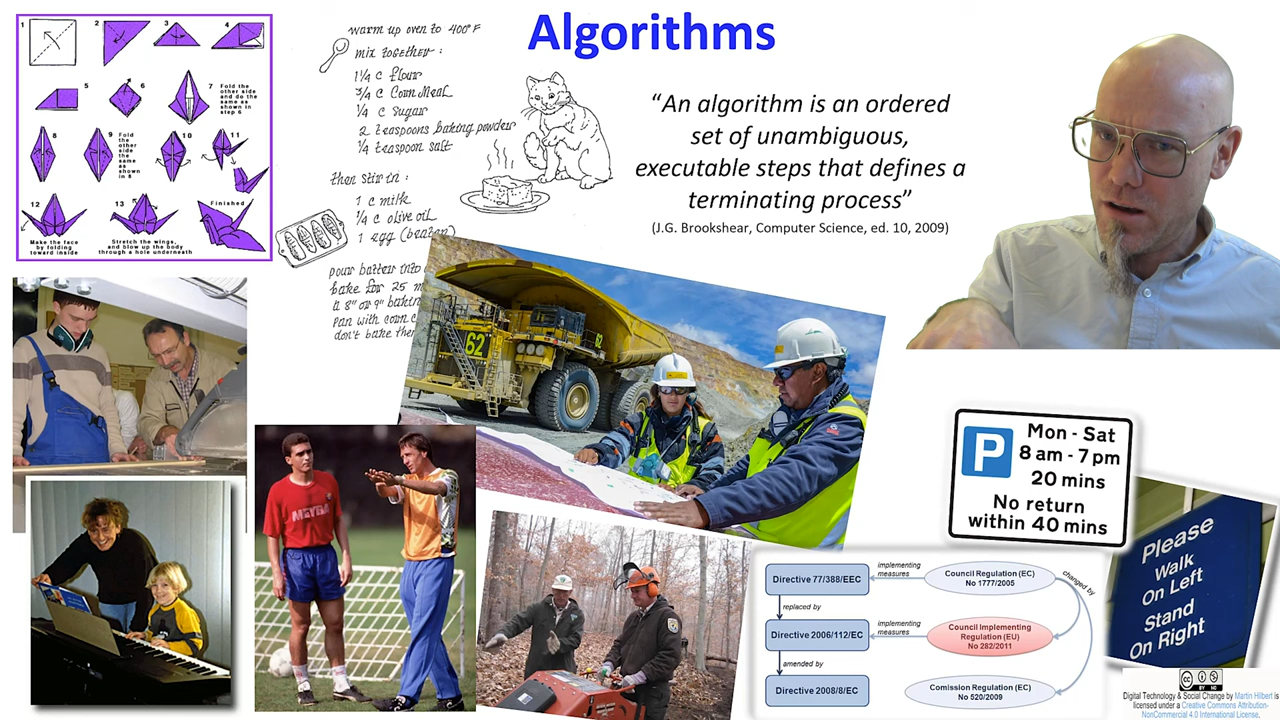 Algorithms
“An algorithm is an ordered
set of unambiguous,
executable steps that defines a
terminating process”
(J.G. Brookshear, Computer Science, ed. 10, 2009)
1
2
3
4
5
6
7
Fold the
other side
and do the
same as
shown in
step 6
8
9
Fold
the
other
side
the
same
as
shown
in 8
10
11
12
13
Finished
Make the face
by folding
toward inside
Stretch the wings,
and blow up the body
through a hole underneath
warm up oven to 400°F
mix together:
1¼ c flour
¾ c Corn Meal
¼ c Sugar
2 teaspoons baking powder
¼ teaspoon salt
then stir in:
1 c milk
¼ c olive oil
1 egg (beaten)
pour batter into
bake for 25 m
a 8" or 9" bakin
pan with corn c
don't bake the
62
62
MEYBA
P
Mon - Sat
8 am - 7 pm
20 mins
No return
within 40 mins
Please
Walk
On Left
Stand
On Right
Directive 77/388/EEC
implementing
measures
Council Regulation (EC)
No 1777/2005
changed by
replaced by
Directive 2006/112/EC
implementing
measures
Council Implementing
Regulation (EU)
No 282/2011
amended by
Directive 2008/8/EC
Comission Regulation (EC)
No 520/2009
cc
BY NC
Digital Technology & Social Change by Martin Hilbert is
licensed under a Creative Commons Attribution-
NonCommercial 4.0 International License.